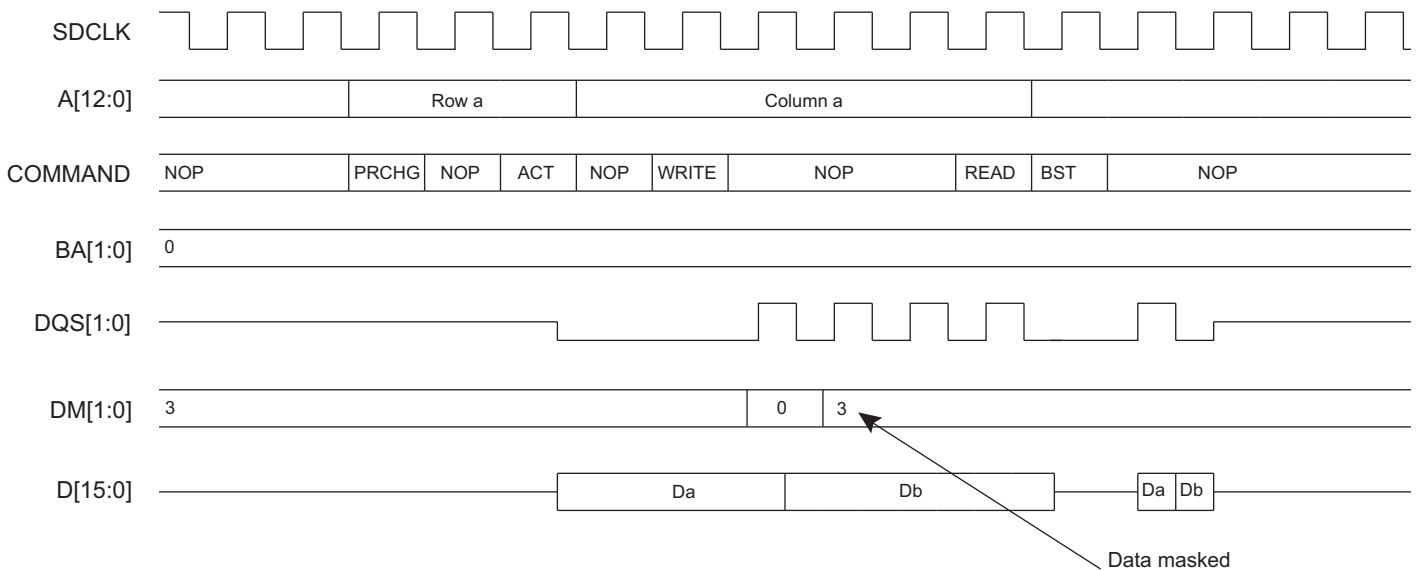 SDCLK
A[12:0] Row a Column a
COMMAND NOP PRCHG NOP ACT NOP WRITE NOP READ BST NOP
BA[1:0] 0
DQS[1:0]
DM[1:0] 3 0 3
D[15:0] Da Db Da Db
Data masked